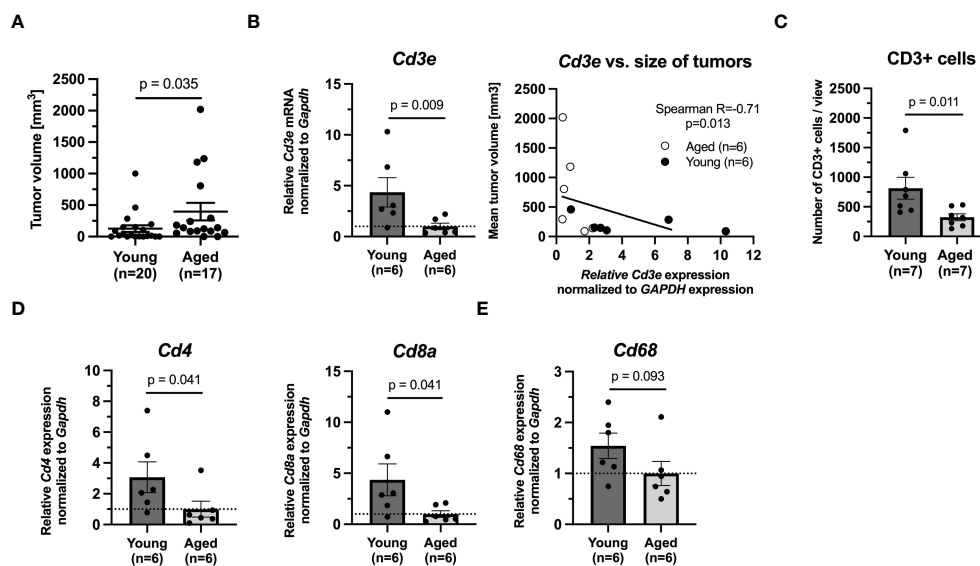 A
2500
2000
1500
1000
500
0
Tumor volume [mm³]
p = 0.035
Young
(n=20)
Aged
(n=17)
B
Cd3e
15
10
5
0
Relative Cd3e mRNA
nonralized to Gapdh
p = 0.009
Young
(n=6)
Aged
(n=6)
Cd3e vs. size of tumors
3000
2500
2000
1500
1000
500
0
Mean tumor volume [mm3]
Spearman R=-0.71
p=0.013
Aged (n=6)
Young (n=6)
0
2
4
6
8
10
12
Relative Cd3e expression
normalized to GAPDH expression
C
CD3+ cells
2500
2000
1500
1000
500
0
Number of CD3+ cells / view
p = 0.011
Young
(n=7)
Aged
(n=7)
D
Cd4
10
8
6
4
2
0
Relative Cd4 expression
normalized to Gapdh
p = 0.041
Young
(n=6)
Aged
(n=6)
Cd8a
15
10
5
0
Relative Cd8a expression
normalized to Gapdh
p = 0.041
Young
(n=6)
Aged
(n=6)
E
Cd68
3
2
1
0
Relative Cd68 expression
normalized to Gapdh
p = 0.093
Young
(n=6)
Aged
(n=6)